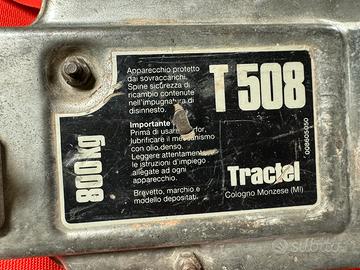 Apparecchio protetto
dai sovraccarichi.
Spine sicurezza di
ricambio contenute
nell'impugnatura di
disinnesto.
Importante
Prima di usare
lubrificare il meccanismo
con olio denso.
Leggere attentamente
le istruzioni d'impiego
allegate ad ogni
apparecchio.
Brevetto, marchio e
modello depositati.
T 508
800kg
Tractel
Cologno Monzese (MI)
subito